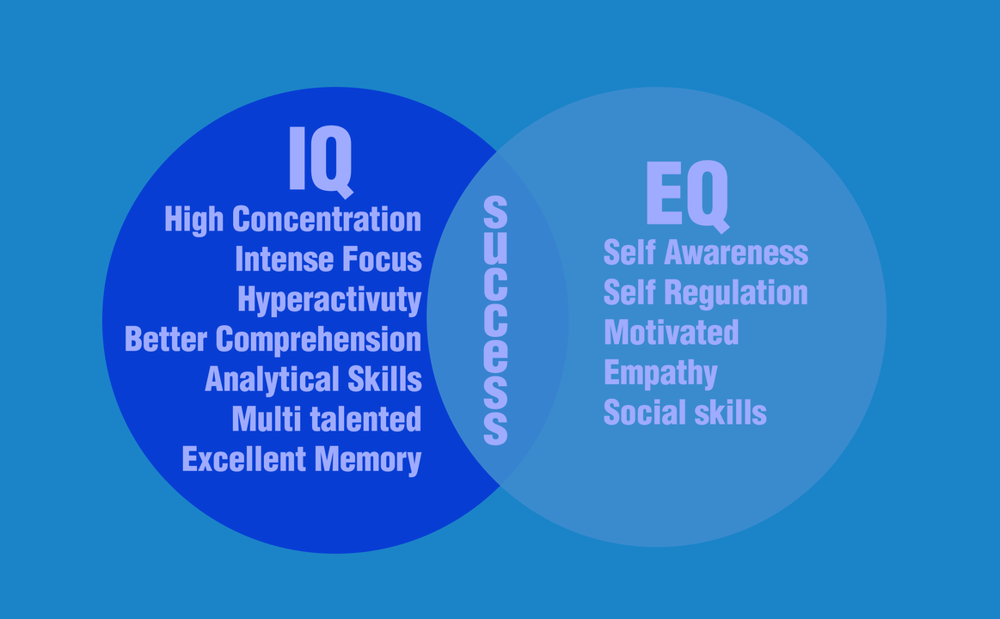 IQ
High Concentration
Intense Focus
Hyperactivuty
Better Comprehension
Analytical Skills
Multi talented
Excellent Memory
success
EQ
Self Awareness
Self Regulation
Motivated
Empathy
Social skills